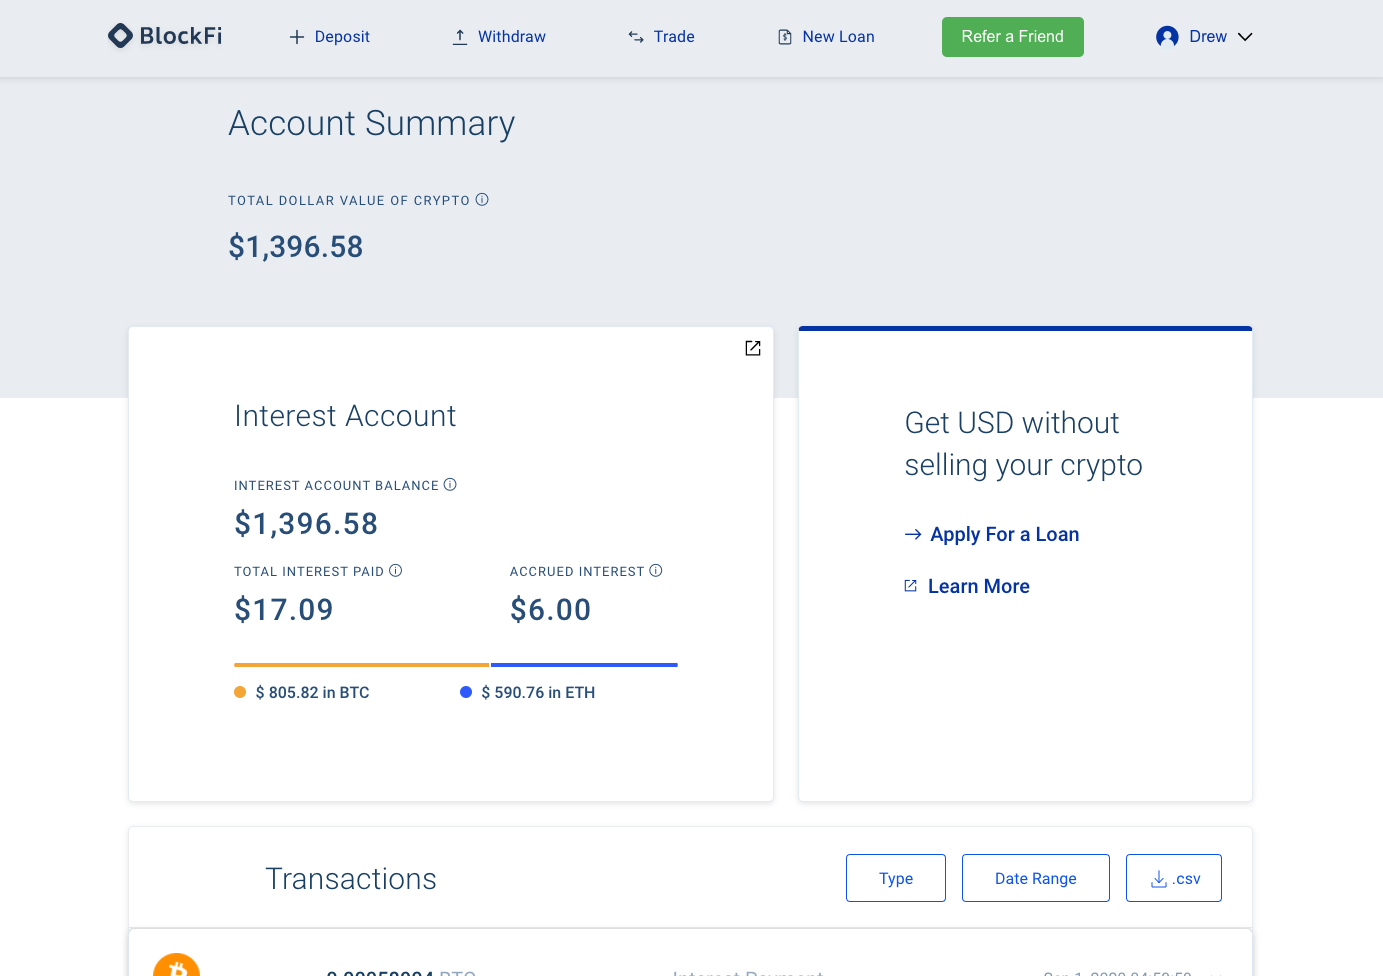 BlockFi
Deposit
Withdraw
Trade
New Loan
Refer a Friend
Drew
Account Summary
TOTAL DOLLAR VALUE OF CRYPTO
$1,396.58
Interest Account
INTEREST ACCOUNT BALANCE
$1,396.58
TOTAL INTEREST PAID
$17.09
ACCRUED INTEREST
$6.00
$ 805.82 in BTC
$ 590.76 in ETH
Get USD without
selling your crypto
Apply For a Loan
Learn More
Transactions
Type
Date Range
.csv
BTC
Interest Payment